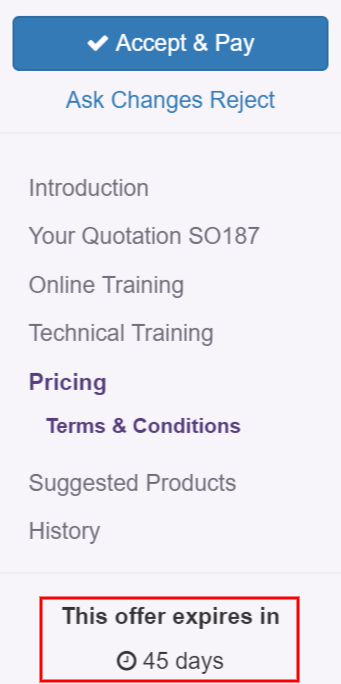 Accept & Pay
Ask Changes Reject
Introduction
Your Quotation SO187
Online Training
Technical Training
Pricing
Terms & Conditions
Suggested Products
History
This offer expires in
45 days